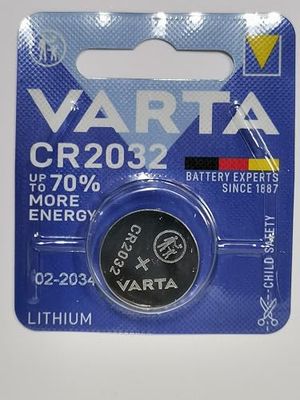 VARTA
CR2032
UP TO 70%
MORE
ENERGY
BATTERY EXPERTS
SINCE 1887
02-2034
CR2032
+
VARTA
CHILD SAFETY
LITHIUM